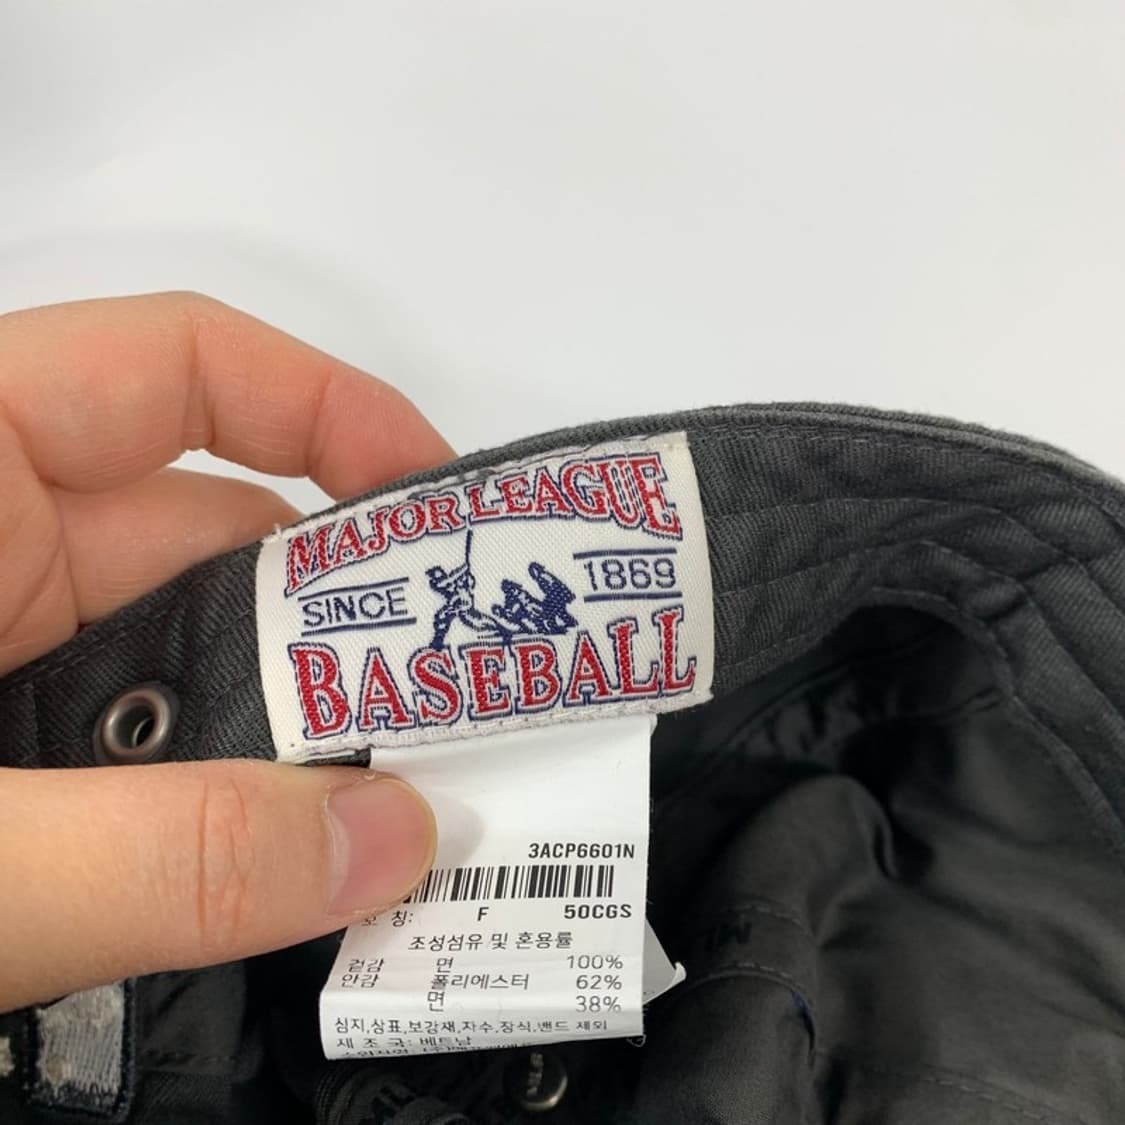 MAJOR LEAGUE
SINCE 1869
BASEBALL
3ACP6601N
칭: F 50CGS
조성섬유 및 혼용률
겉감 면 100%
안감 폴리에스터 62%
면 38%
심지,상표,보강재,자수,장식,밴드 제외
제 조 국: 베트남